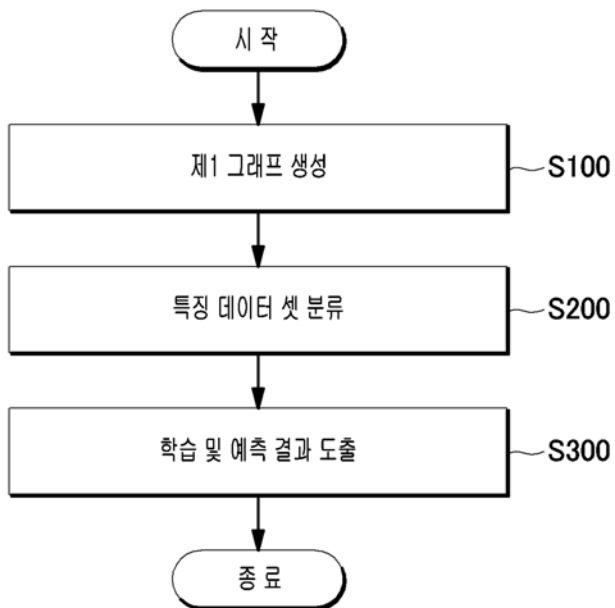 시 작
제1 그래프 생성
S100
특징 데이터 셋 분류
S200
학습 및 예측 결과 도출
S300
종 료